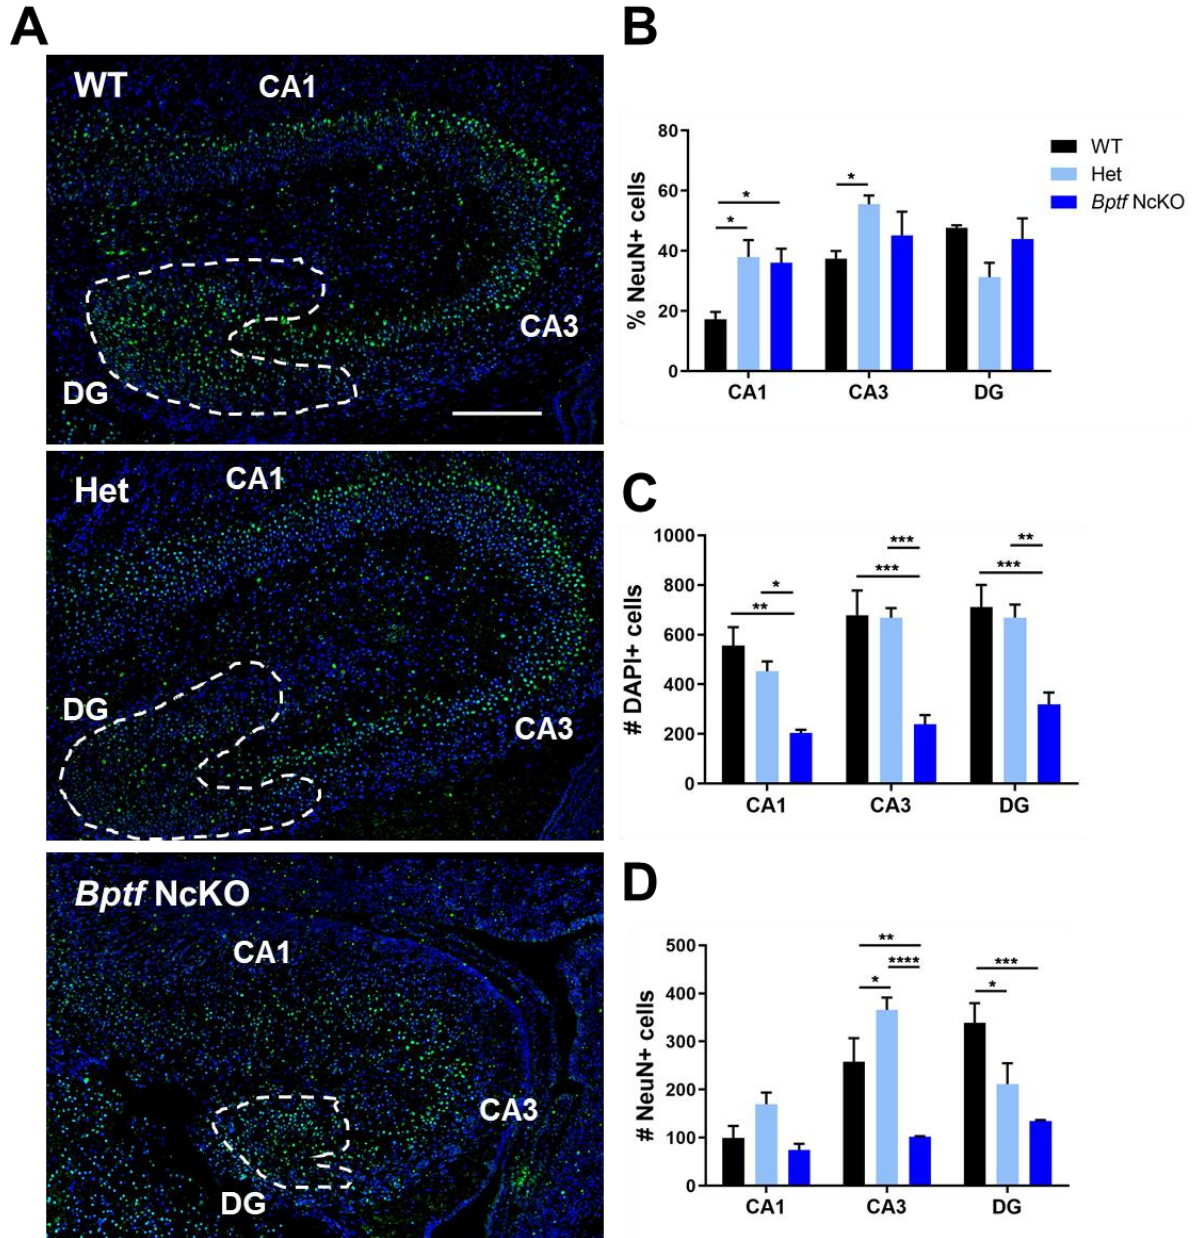 A
WT
CA1
CA3
DG
Het
CA1
DG
CA3
Bptf NcKO
CA1
CA3
DG
B
% NeuN+ cells
80
60
40
20
0
*
*
*
CA1
CA3
DG
WT
Het
Bptf NcKO
C
# DAPI+ cells
1000
800
600
400
200
0
*
**
***
***
**
***
CA1
CA3
DG
D
# NeuN+ cells
500
400
300
200
100
0
**
****
*
***
*
CA1
CA3
DG